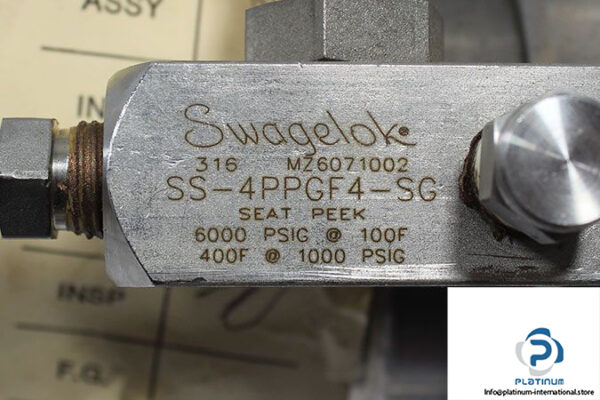 ASSY
IN
Swagelok
316 MZ6071002
SS-4PPGF4-SG
SEAT PEEK
6000 PSIG @ 100F
400F @ 1000 PSIG
INSP
F.G.
PLATINUM
Info@platinum-international.store